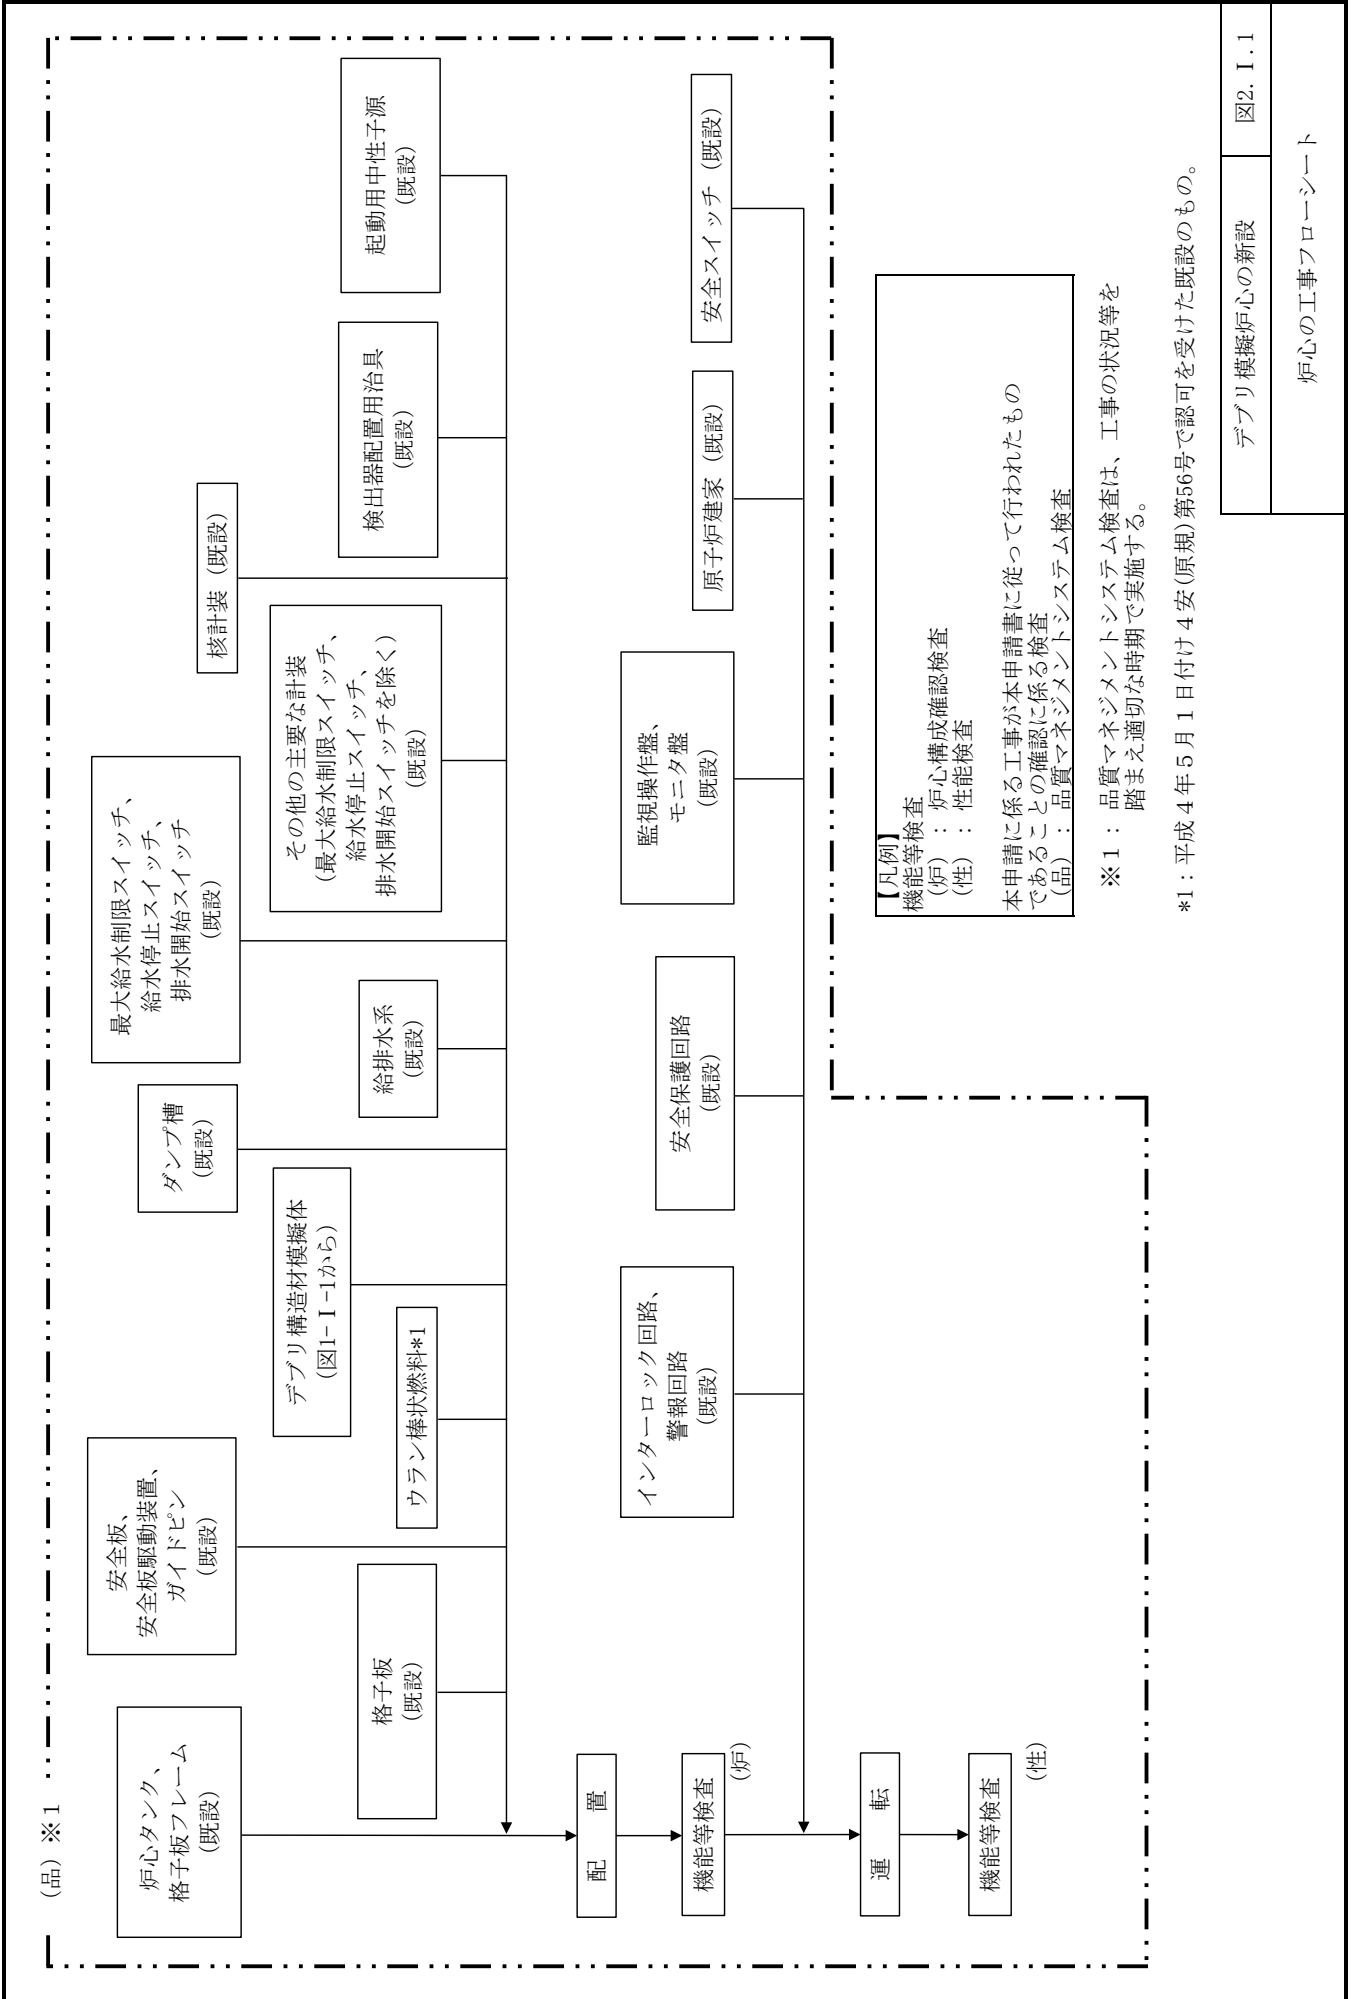 (品) ※1
炉心タンク、
格子板フレーム
(既設)
安全板、
安全板駆動装置、
ガイドピン
(既設)
ダンプ槽
(既設)
最大給水制限スイッチ、
給水停止スイッチ、
排水開始スイッチ
(既設)
核計装 (既設)
格子板
(既設)
ウラン棒状燃料*1
デブリ構造材模擬体
(図1-Ⅰ-1から)
給排水系
(既設)
その他の主要な計装
(最大給水制限スイッチ、
給水停止スイッチ、
排水開始スイッチを除く)
(既設)
検出器配置用治具
(既設)
起動用中性子源
(既設)
配 置
機能等検査
(炉)
インターロック回路、
警報回路
(既設)
安全保護回路
(既設)
監視操作盤、
モニタ盤
(既設)
原子炉建家 (既設)
安全スイッチ (既設)
運 転
機能等検査
(性)
【凡例】
機能等検査
(炉) : 炉心構成確認検査
(性) : 性能検査
本申請に係る工事が本申請書に従って行われたもの
であることの確認に係る検査
(品) : 品質マネジメントシステム検査
※1: 品質マネジメントシステム検査は、工事の状況等を
踏まえ適切な時期で実施する。
*1:平成4年5月1日付け4安(原規)第56号で認可を受けた既設のもの。
デブリ模擬炉心の新設
図2.Ⅰ.1
炉心の工事フローシート